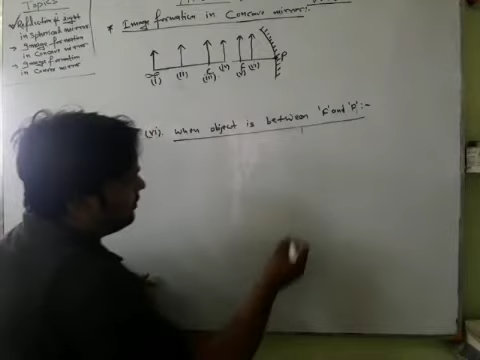 Topics
Reflection of light
in Spherical mirrors
Image formation
in Concave mirror
Image formation
in Convex mirror
* Image formation in Concave mirror:-
P
(i) (ii) (iii) (iv) (v) (vi)
(vi). When object is between 'F' and 'P':-